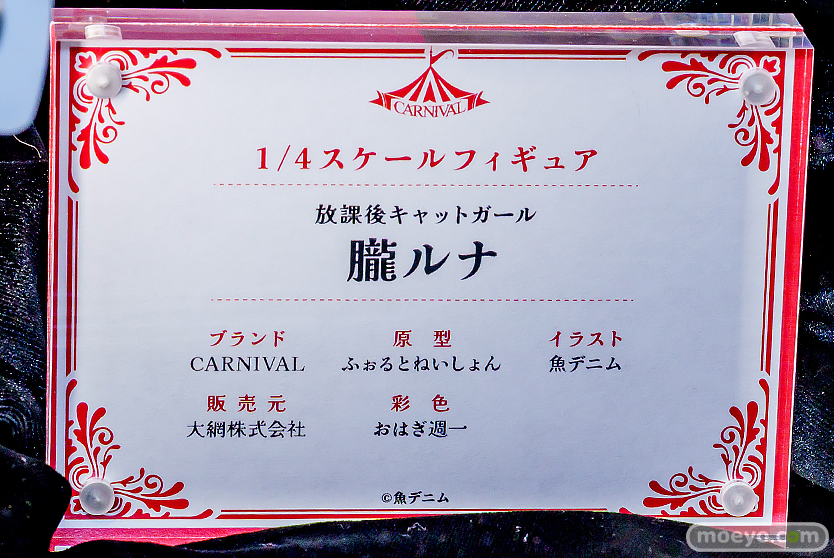 CARNIVAL
1/4スケールフィギュア
放課後キャットガール
朧ルナ
ブランド 原型 イラスト
CARNIVAL ふぉるとねいしょん 魚デニム
販売元 彩色
大網株式会社 おはぎ週一
©魚デニム
moeyo.com